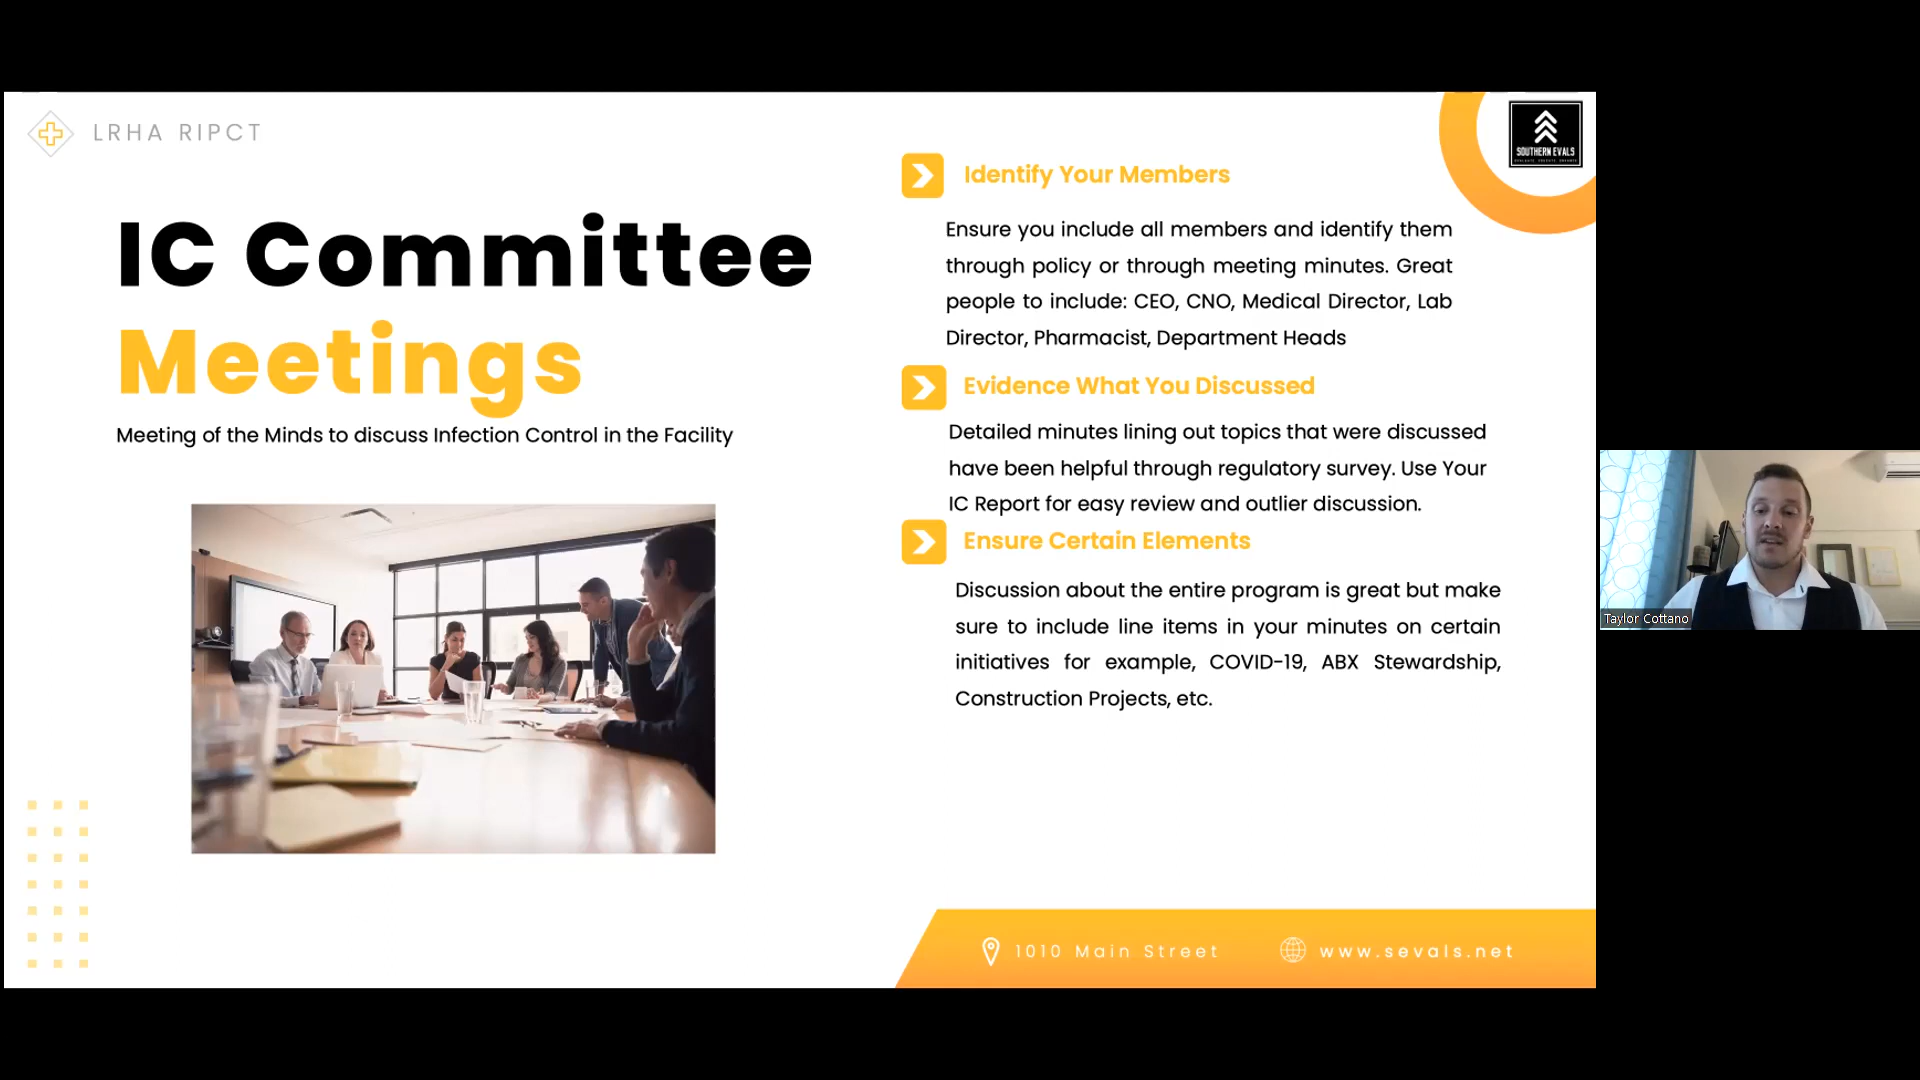 LRHA RIPCT
IC Committee
Meetings
Meeting of the Minds to discuss Infection Control in the Facility
Identify Your Members
Ensure you include all members and identify them
through policy or through meeting minutes. Great
people to include: CEO, CNO, Medical Director, Lab
Director, Pharmacist, Department Heads
Evidence What You Discussed
Detailed minutes lining out topics that were discussed
have been helpful through regulatory survey. Use Your
IC Report for easy review and outlier discussion.
Ensure Certain Elements
Discussion about the entire program is great but make
sure to include line items in your minutes on certain
initiatives for example, COVID-19, ABX Stewardship,
Construction Projects, etc.
1010 Main Street
www.sevals.net
SOUTHERN EVALS
Taylor Cottano